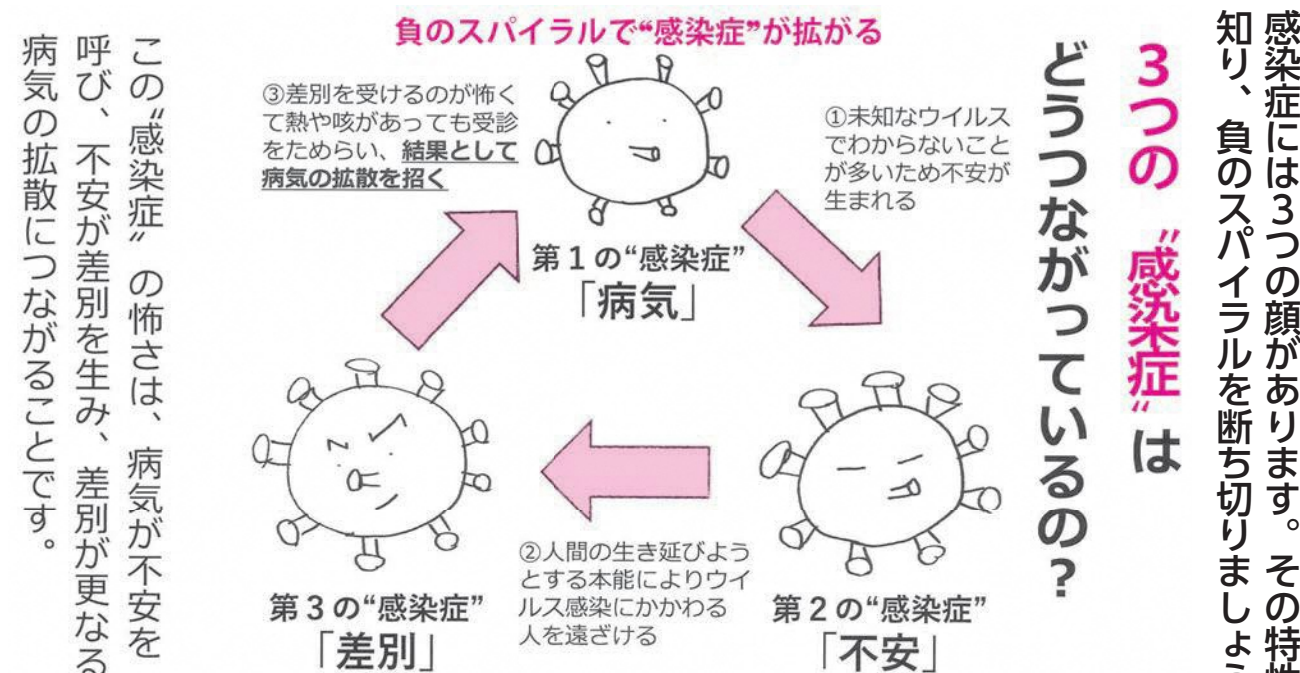 感染症には3つの顔があります。その特性
知り、負のスパイラルを断ち切りましょう
3つの〝感染症〟は
どうつながっているの?
負のスパイラルで“感染症”が拡がる
①未知なウイルス
でわからないこと
が多いため不安が
生まれる
第1の“感染症”
「病気」
②人間の生き延びよう
とする本能によりウイ
ルス感染にかかわる
人を遠ざける
第2の“感染症”
「不安」
③差別を受けるのが怖く
て熱や咳があっても受診
をためらい、結果として
病気の拡散を招く
第3の“感染症”
「差別」
この〝感染症〟の怖さは、病気が不安を
呼び、不安が差別を生み、差別が更なる
病気の拡散につながることです。